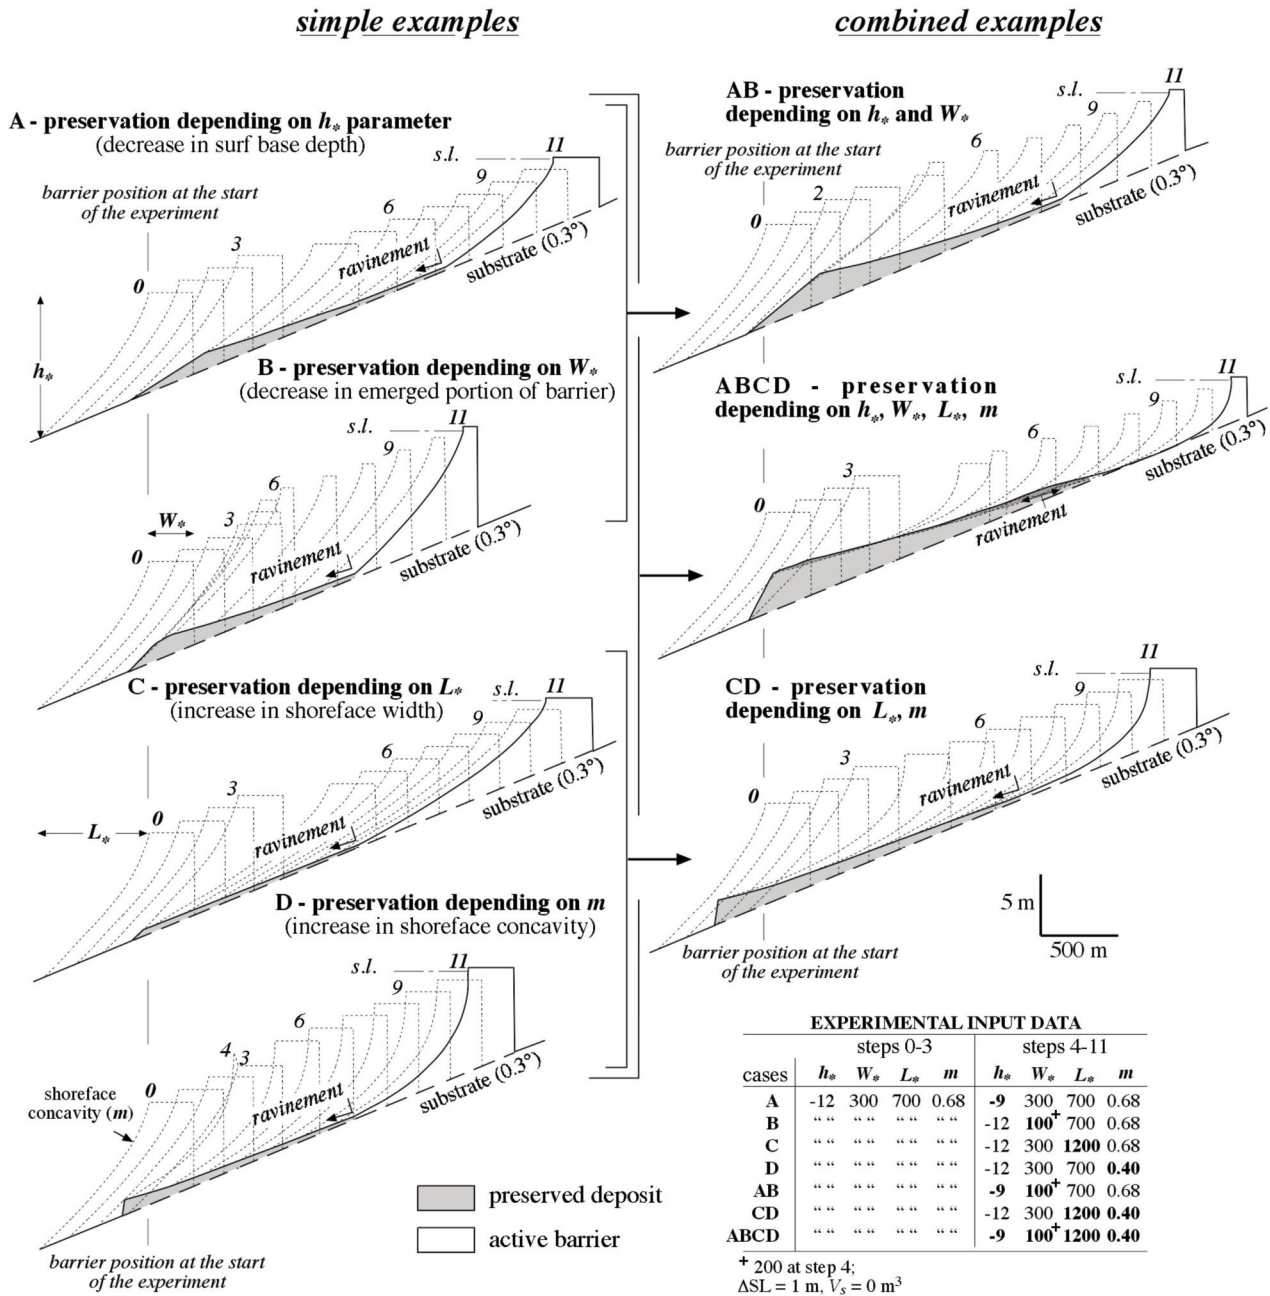 simple examples
combined examples
A - preservation depending on h* parameter
(decrease in surf base depth)
barrier position at the start
of the experiment
s.l.
11
9
6
3
0
ravinement
substrate (0.3°)
h*
B - preservation depending on W*
(decrease in emerged portion of barrier)
s.l.
11
9
6
3
W*
0
ravinement
substrate (0.3°)
C - preservation depending on L*
(increase in shoreface width)
s.l.
11
9
6
3
0
L*
ravinement
substrate (0.3°)
D - preservation depending on m
(increase in shoreface concavity)
s.l.
11
9
6
4
3
0
shoreface
concavity (m)
ravinement
substrate (0.3°)
barrier position at the start
of the experiment
preserved deposit
active barrier
AB - preservation
depending on h* and W*
barrier position at the start
of the experiment
s.l.
11
9
6
2
0
ravinement
substrate (0.3°)
ABCD - preservation
depending on h*, W*, L*, m
s.l.
11
9
6
3
0
ravinement
substrate (0.3°)
CD - preservation
depending on L*, m
s.l.
11
9
6
3
0
ravinement
substrate (0.3°)
barrier position at the start
of the experiment
5 m
500 m
EXPERIMENTAL INPUT DATA
steps 0-3 steps 4-11
cases h* W* L* m h* W* L* m
A -12 300 700 0.68 -9 300 700 0.68
B “ “ “ “ “ “ “ “ -12 100+ 700 0.68
C “ “ “ “ “ “ “ “ -12 300 1200 0.68
D “ “ “ “ “ “ “ “ -12 300 700 0.40
AB “ “ “ “ “ “ “ “ -9 100+ 700 0.68
CD “ “ “ “ “ “ “ “ -12 300 1200 0.40
ABCD “ “ “ “ “ “ “ “ -9 100+ 1200 0.40
+ 200 at step 4;
ΔSL = 1 m, Vs = 0 m³